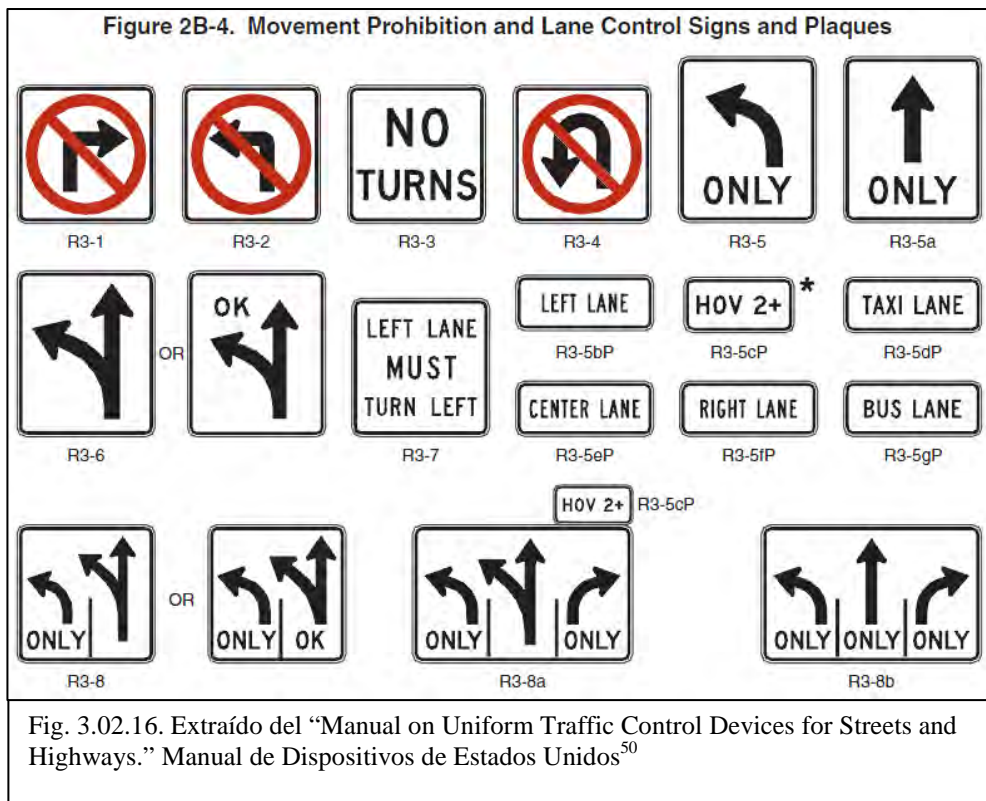 Figure 2B-4. Movement Prohibition and Lane Control Signs and Plaques
NO
TURNS
ONLY
ONLY
R3-1
R3-2
R3-3
R3-4
R3-5
R3-5a
OR
OK
LEFT LANE
MUST
TURN LEFT
LEFT LANE
HOV 2+
*
TAXI LANE
R3-5bP
R3-5cP
R3-5dP
CENTER LANE
RIGHT LANE
BUS LANE
R3-6
R3-7
R3-5eP
R3-5fP
R3-5gP
HOV 2+
R3-5cP
ONLY
OR
ONLY
OK
ONLY
ONLY
ONLY
ONLY
ONLY
R3-8
R3-8a
R3-8b
Fig. 3.02.16. Extraído del “Manual on Uniform Traffic Control Devices for Streets and
Highways.” Manual de Dispositivos de Estados Unidos50